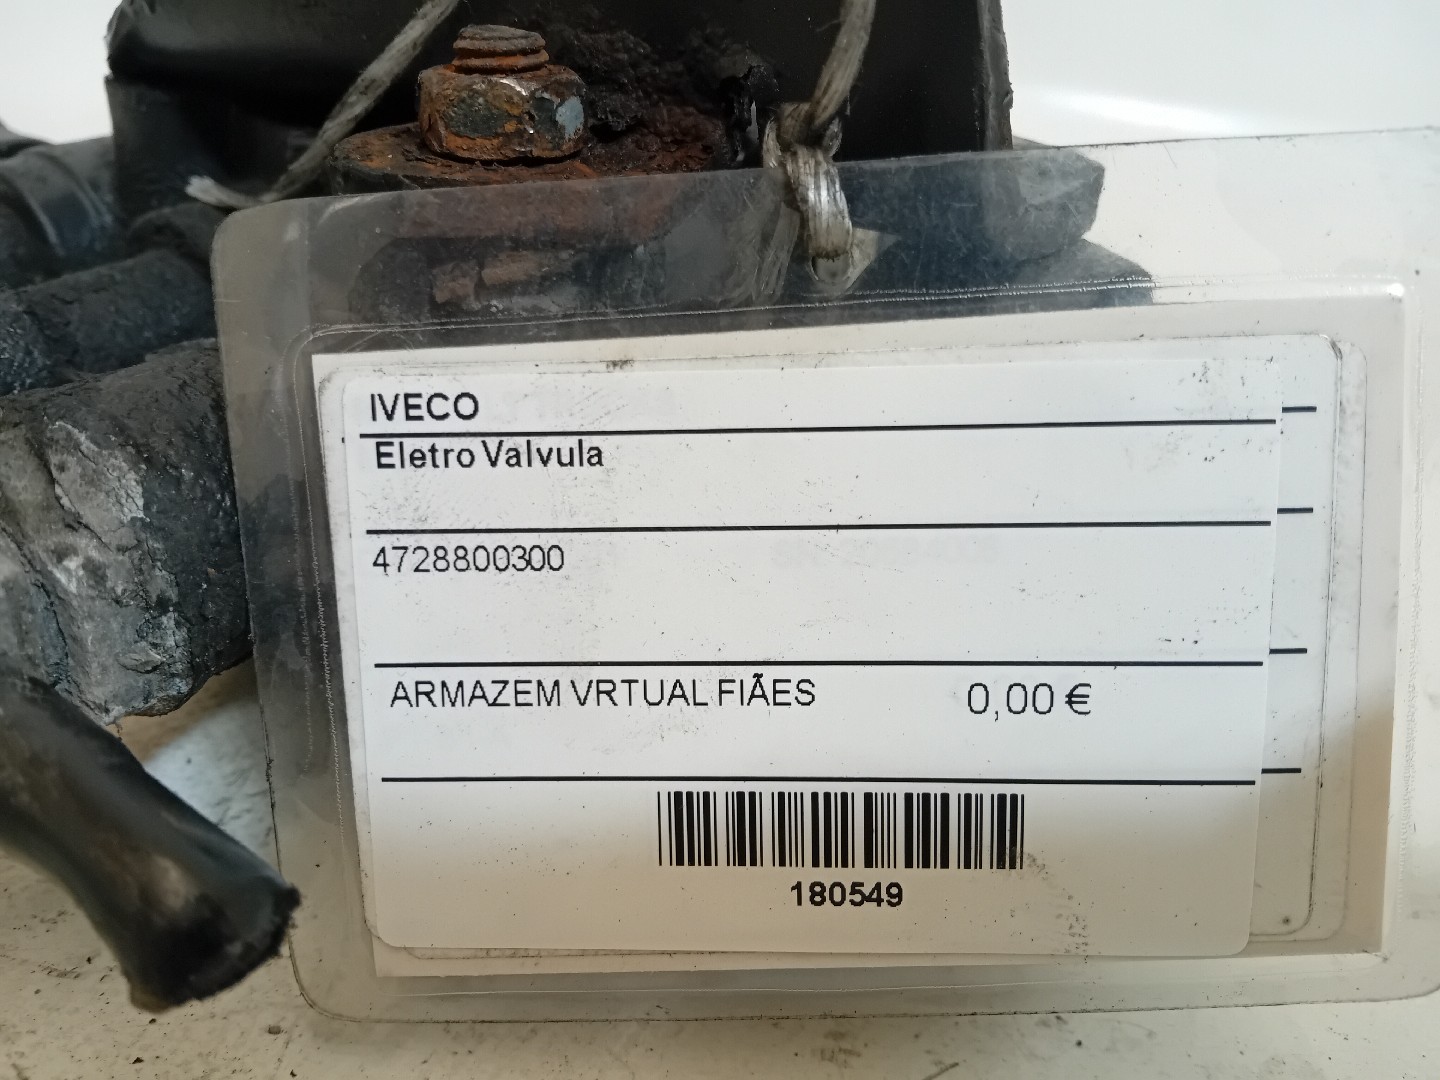 IVECO
Eletro Valvula
4728800300
ARMAZEM VRTUAL FIÃES 0,00 €
180549